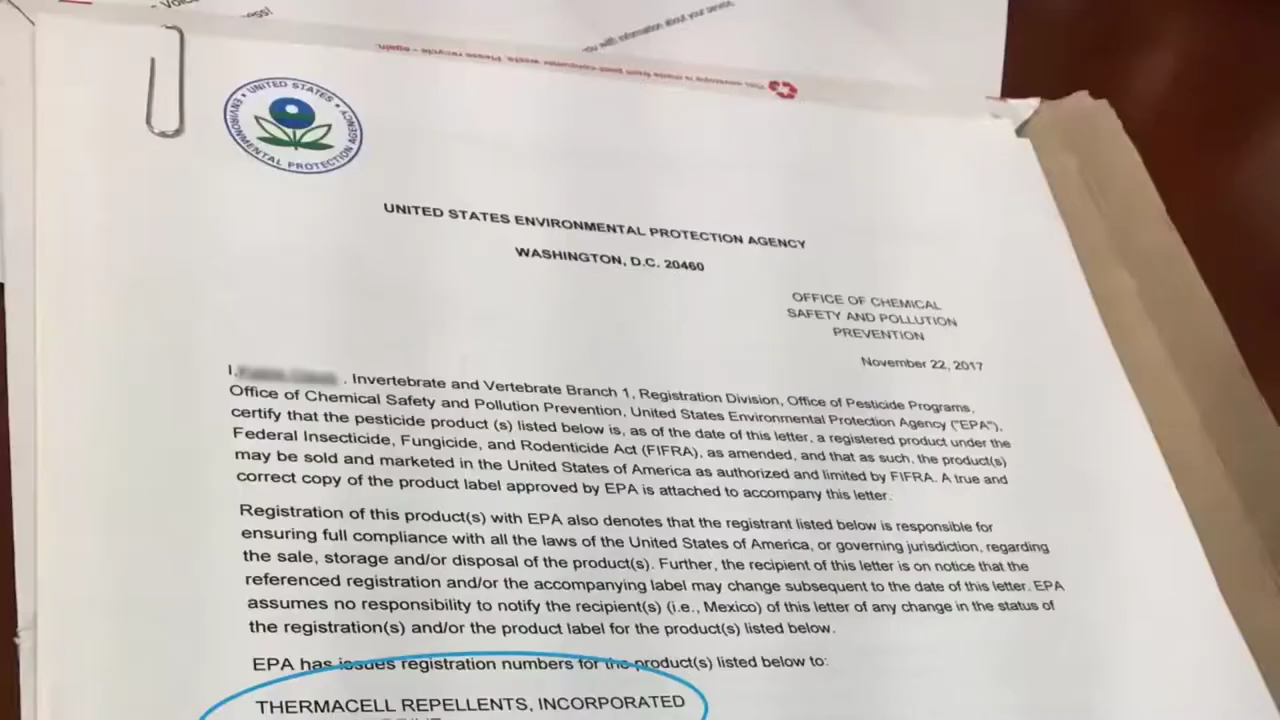 you with information about your service.
UNITED STATES
ENVIRONMENTAL PROTECTION AGENCY
UNITED STATES ENVIRONMENTAL PROTECTION AGENCY
WASHINGTON, D.C. 20460
OFFICE OF CHEMICAL
SAFETY AND POLLUTION
PREVENTION
November 22, 2017
I, , Invertebrate and Vertebrate Branch 1, Registration Division, Office of Pesticide Programs,
Office of Chemical Safety and Pollution Prevention, United States Environmental Protection Agency ("EPA"),
certify that the pesticide product (s) listed below is, as of the date of this letter, a registered product under the
Federal Insecticide, Fungicide, and Rodenticide Act (FIFRA), as amended, and that as such, the product(s)
may be sold and marketed in the United States of America as authorized and limited by FIFRA. A true and
correct copy of the product label approved by EPA is attached to accompany this letter.
Registration of this product(s) with EPA also denotes that the registrant listed below is responsible for
ensuring full compliance with all the laws of the United States of America, or governing jurisdiction, regarding
the sale, storage and/or disposal of the product(s). Further, the recipient of this letter is on notice that the
referenced registration and/or the accompanying label may change subsequent to the date of this letter. EPA
assumes no responsibility to notify the recipient(s) (i.e., Mexico) of this letter of any change in the status of
the registration(s) and/or the product label for the product(s) listed below.
EPA has issues registration numbers for the product(s) listed below to:
THERMACELL REPELLENTS, INCORPORATED